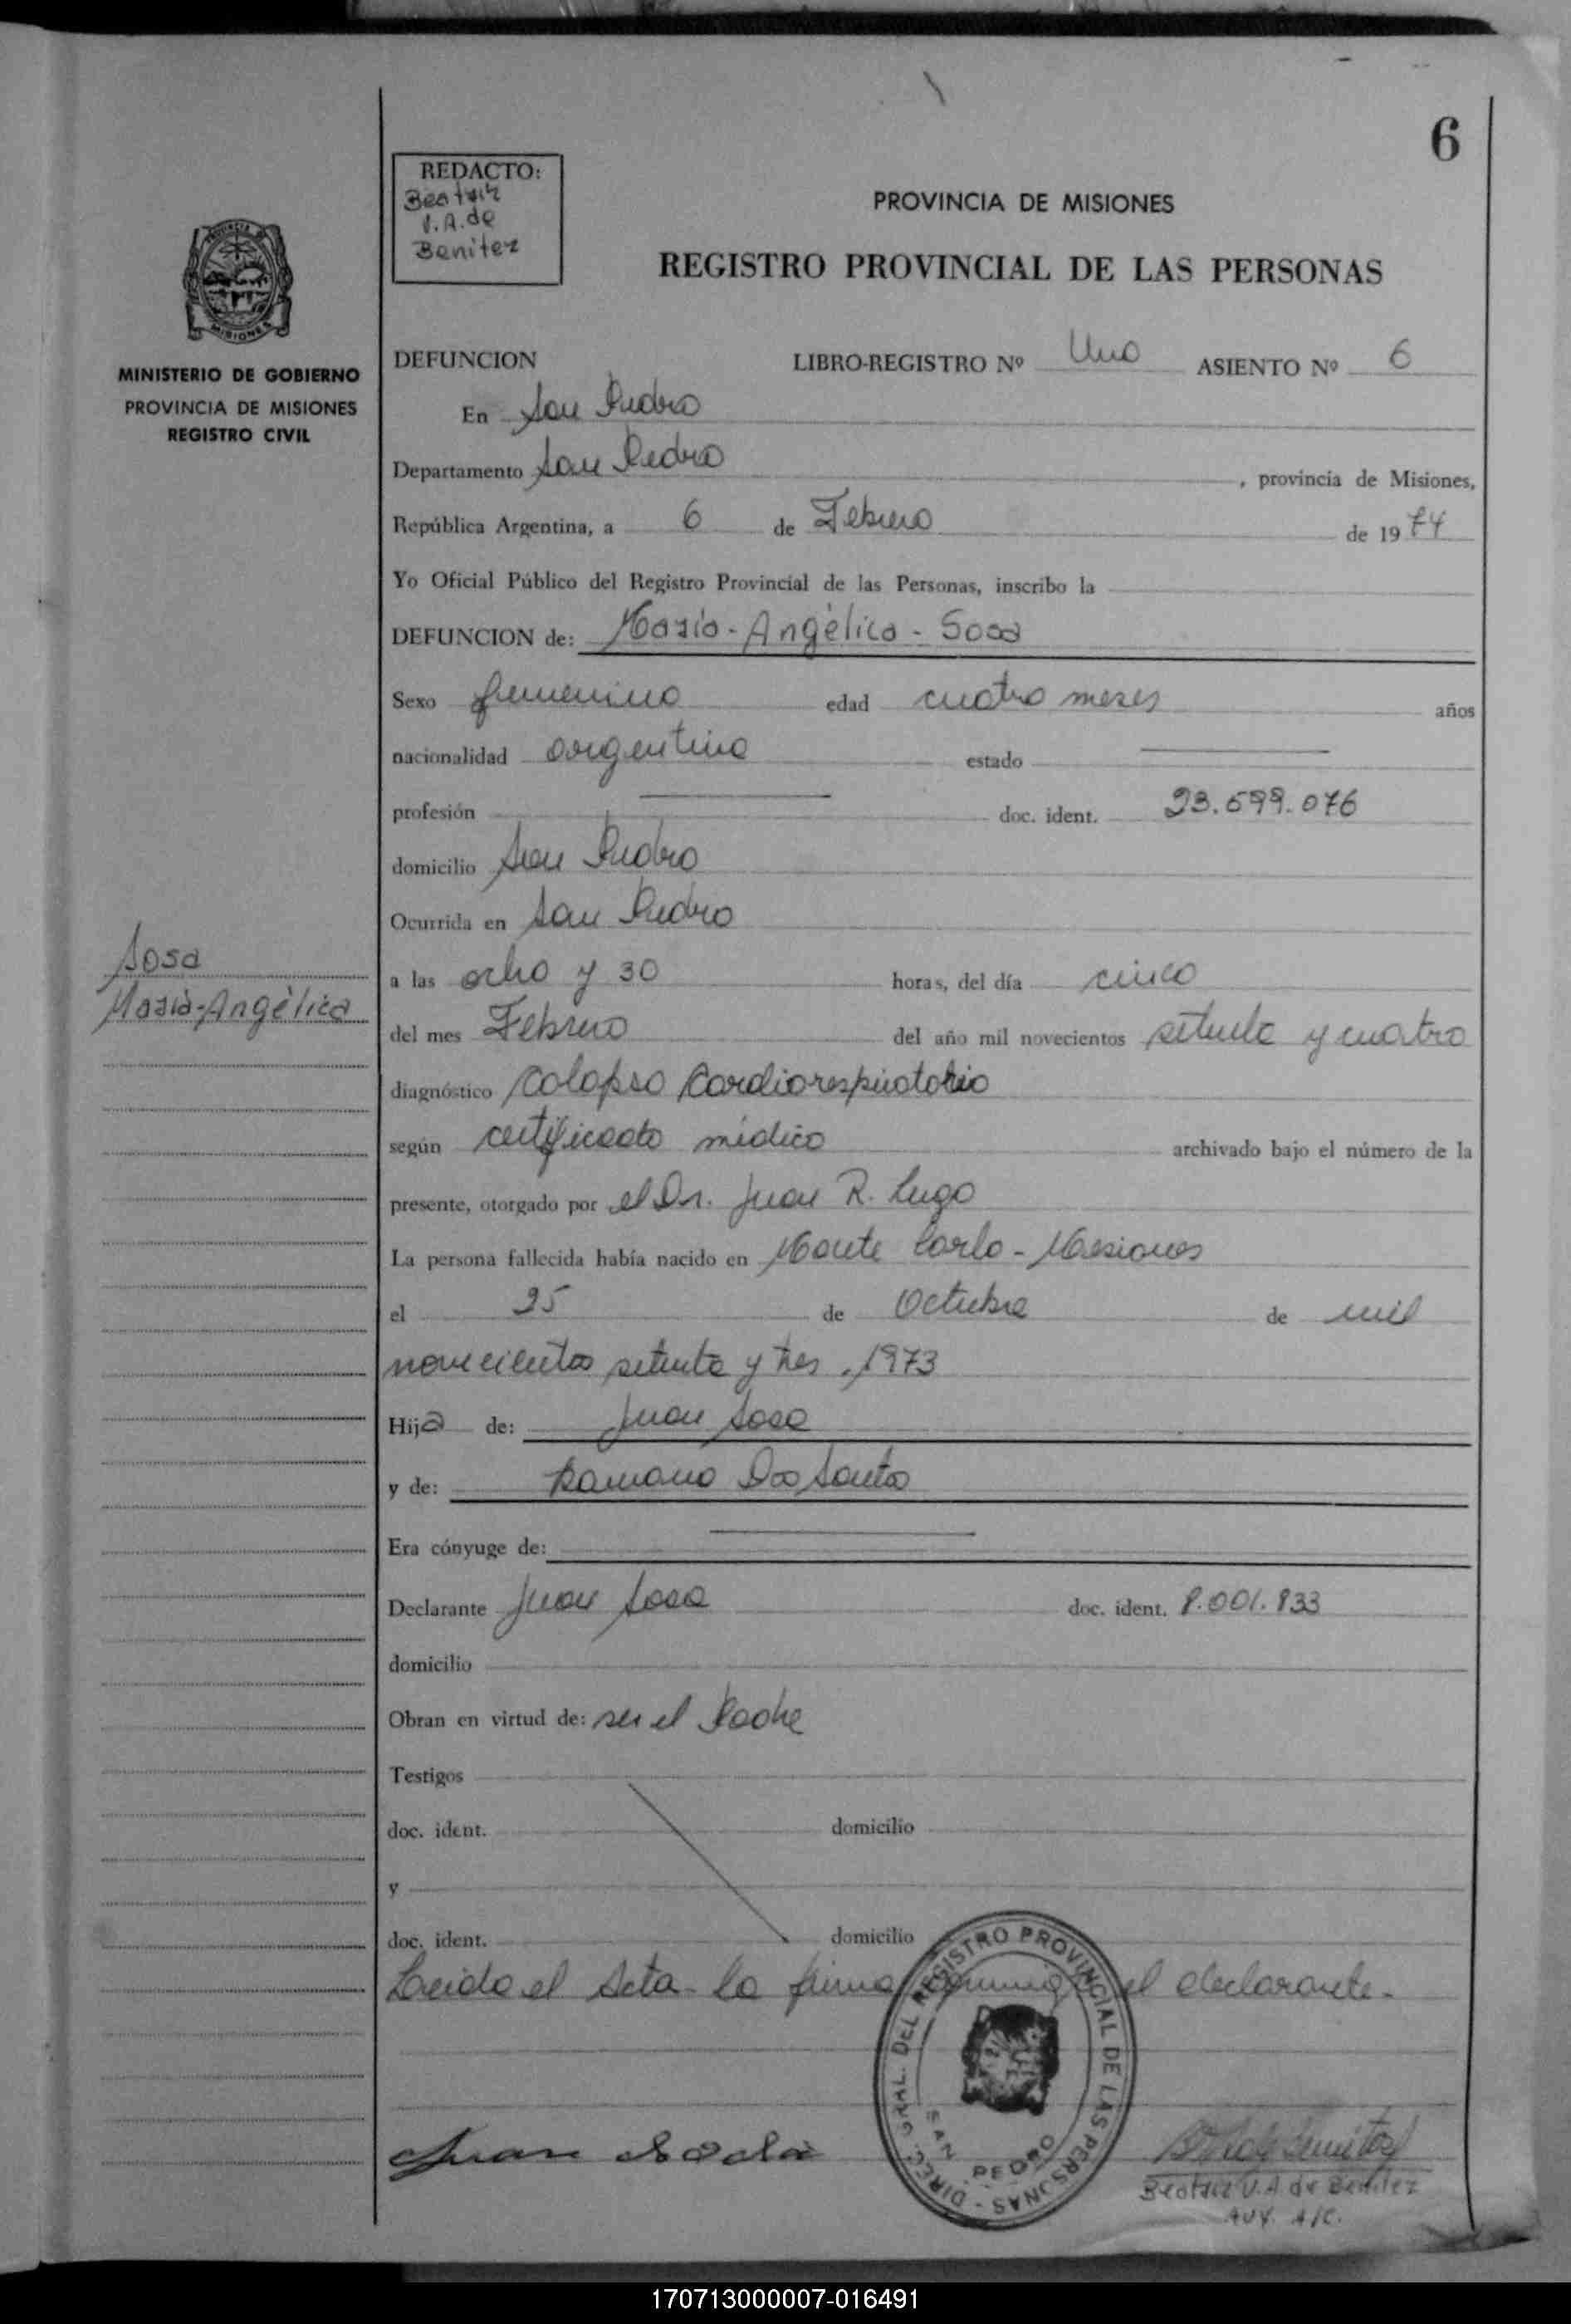 6
REDACTO:
Beatriz
V.A. de
Benitez
PROVINCIA DE MISIONES
REGISTRO PROVINCIAL DE LAS PERSONAS
MISIONES
MINISTERIO DE GOBIERNO
PROVINCIA DE MISIONES
REGISTRO CIVIL
DEFUNCION LIBRO-REGISTRO Nº Uno ASIENTO Nº 6
En San Pedro
Departamento San Pedro, provincia de Misiones,
República Argentina, a 6 de Febrero de 1974
Yo Oficial Público del Registro Provincial de las Personas, inscribo la
DEFUNCION de: María-Angélica-Sosa
Sexo femenino edad cuatro meses años
nacionalidad argentina estado
profesión doc. ident. 23.699.076
domicilio San Pedro
Ocurrida en San Pedro
Sosa
María-Angélica
a las ocho y 30 horas, del día cinco
del mes Febrero del año mil novecientos setenta y cuatro
diagnóstico Colapso Cardiorespiratorio
según certificado médico archivado bajo el número de la
presente, otorgado por el Dr. Juan R. Lugo
La persona fallecida había nacido en Monte Carlo - Misiones
el 25 de Octubre de mil
novecientos setenta y tres. 1973
Hija de: Juan Sosa
y de: Ramona Dos Santos
Era cónyuge de:
Declarante Juan Sosa doc. ident. 8.001.833
domicilio
Obran en virtud de: ser el Padre
Testigos
doc. ident. domicilio
y
doc. ident. domicilio
Leida el Acta la firma conmigo el declarante.
DIREC. GRAL. DEL REGISTRO PROVINCIAL DE LAS PERSONAS -
SAN PEDRO
Juan Sosa
Beatriz V.A de Benitez
AUX. A/C.
170713000007-016491